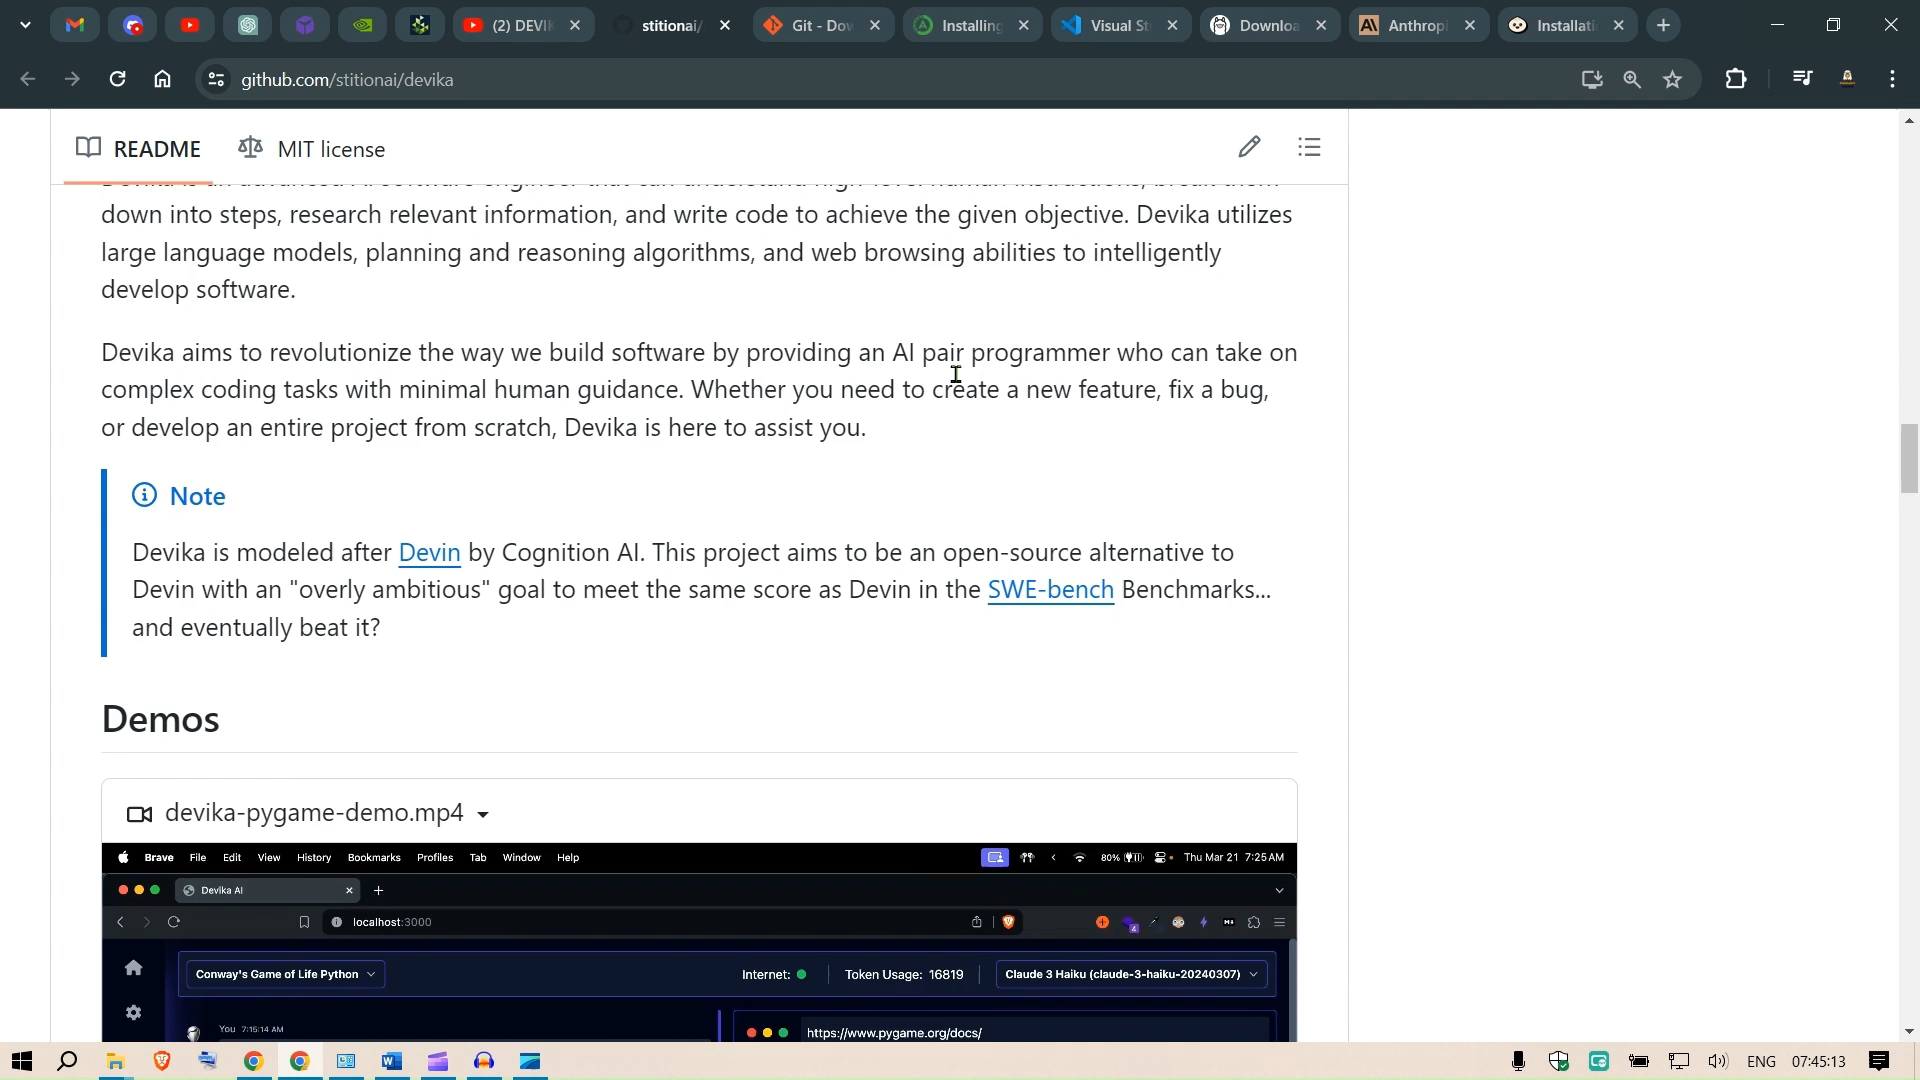 (2) DEVIK
stitionai/
Git - Dow
Installing
Visual St
Downloa
Anthropi
Installati
github.com/stitionai/devika
README
MIT license
down into steps, research relevant information, and write code to achieve the given objective. Devika utilizes
large language models, planning and reasoning algorithms, and web browsing abilities to intelligently
develop software.
Devika aims to revolutionize the way we build software by providing an AI pair programmer who can take on
complex coding tasks with minimal human guidance. Whether you need to create a new feature, fix a bug,
or develop an entire project from scratch, Devika is here to assist you.
Note
Devika is modeled after Devin by Cognition AI. This project aims to be an open-source alternative to
Devin with an "overly ambitious" goal to meet the same score as Devin in the SWE-bench Benchmarks...
and eventually beat it?
Demos
devika-pygame-demo.mp4
Brave File Edit View History Bookmarks Profiles Tab Window Help 80% Thu Mar 21 7:25 AM
Devika AI
localhost:3000
Conway's Game of Life Python Internet: Token Usage: 16819 Claude 3 Haiku (claude-3-haiku-20240307)
You 7:15:14 AM
https://www.pygame.org/docs/
ENG 07:45:13